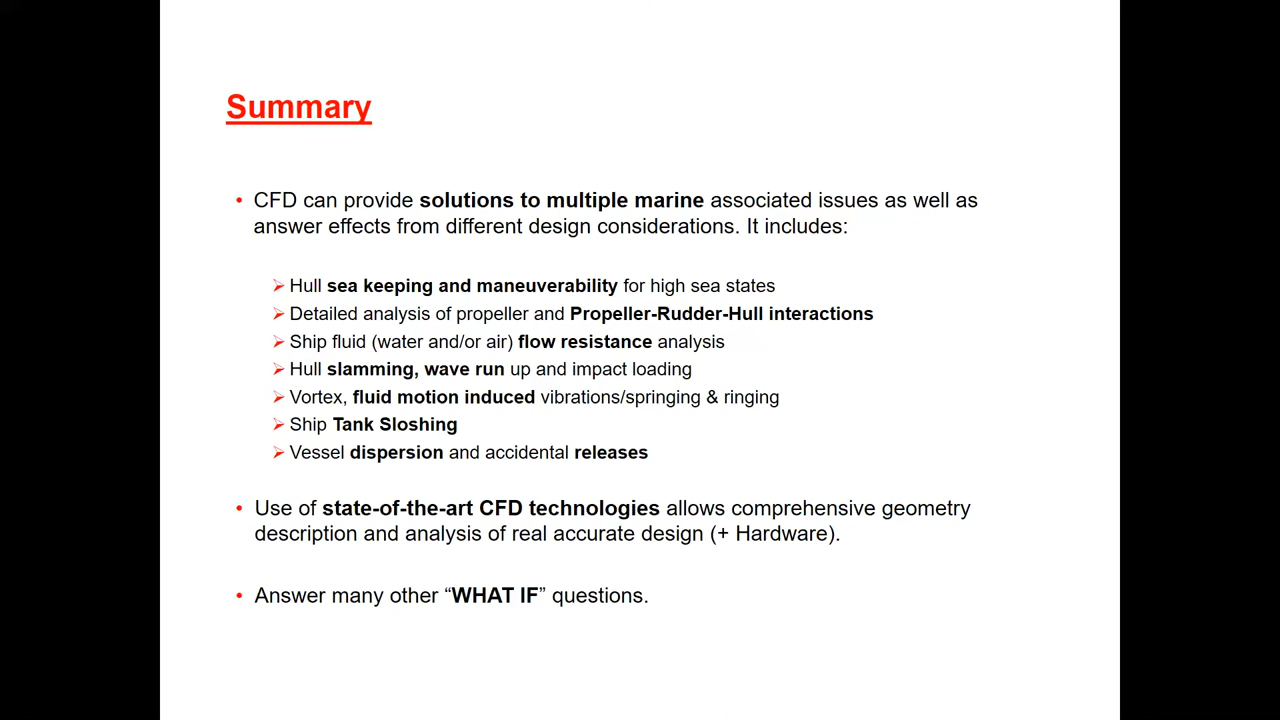 Summary
• CFD can provide solutions to multiple marine associated issues as well as
answer effects from different design considerations. It includes:
➢ Hull sea keeping and maneuverability for high sea states
➢ Detailed analysis of propeller and Propeller-Rudder-Hull interactions
➢ Ship fluid (water and/or air) flow resistance analysis
➢ Hull slamming, wave run up and impact loading
➢ Vortex, fluid motion induced vibrations/springing & ringing
➢ Ship Tank Sloshing
➢ Vessel dispersion and accidental releases
• Use of state-of-the-art CFD technologies allows comprehensive geometry
description and analysis of real accurate design (+ Hardware).
• Answer many other “WHAT IF” questions.